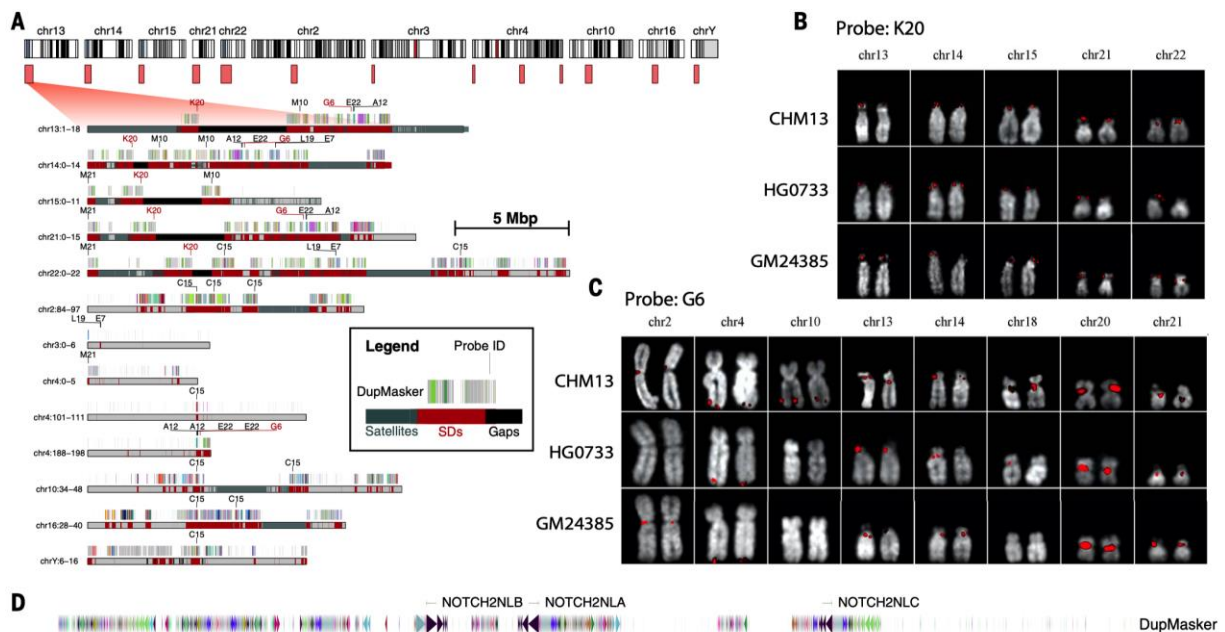 A
chr13 chr14 chr15 chr21 chr22 chr2 chr3 chr4 chr10 chr16 chrY
K20 M10 G6 E22 A12
chr13:1–18
K20 M10 M10 A12 E22 G6 L19 E7
chr14:0–14
M21 K20 M10
chr15:0–11
M21 K20 G6 E22 A12
chr21:0–15
5 Mbp
M21 K20 C15 L19 E7 C15
chr22:0–22
C15 C15 C15
chr2:84–97
L19 E7
chr3:0–6
M21
chr4:0–5
C15
chr4:101–111
A12 A12 E22 E22 G6
chr4:188–198
C15 C15
chr10:34–48
C15 C15
chr16:28–40
C15
chrY:6–16
Legend
Probe ID
DupMasker
Satellites SDs Gaps
B
Probe: K20
chr13 chr14 chr15 chr21 chr22
CHM13
HG0733
GM24385
C
Probe: G6
chr2 chr4 chr10 chr13 chr14 chr18 chr20 chr21
CHM13
HG0733
GM24385
D
NOTCH2NLB NOTCH2NLA NOTCH2NLC
DupMasker